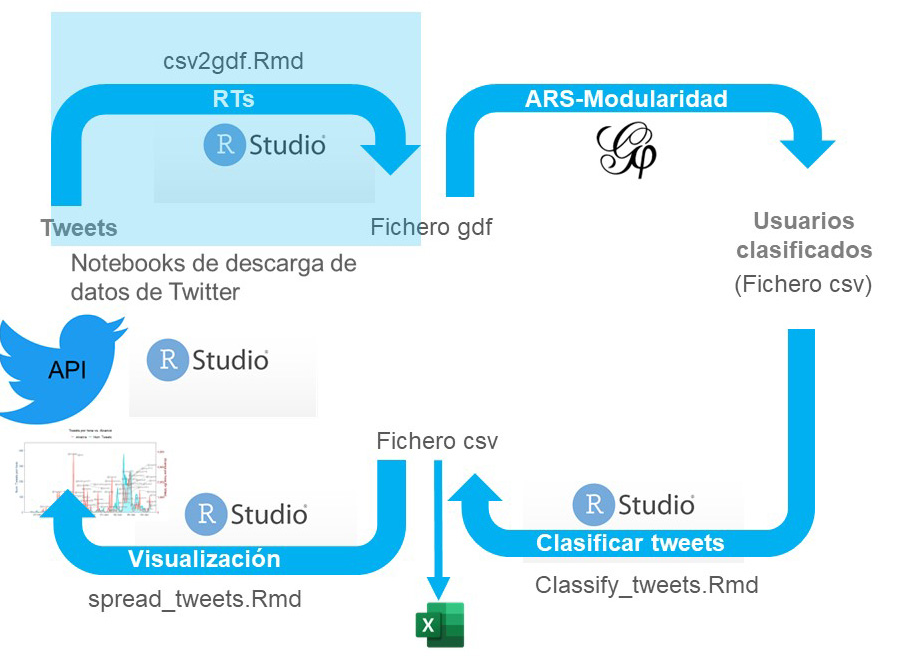 csv2gdf.Rmd
RTs
R Studio
Tweets
Fichero gdf
ARS-Modularidad
Usuarios
clasificados
(Fichero csv)
Notebooks de descarga de
datos de Twitter
API
R Studio
Fichero csv
R Studio
Clasificar tweets
Classify_tweets.Rmd
R Studio
Visualización
spread_tweets.Rmd
X